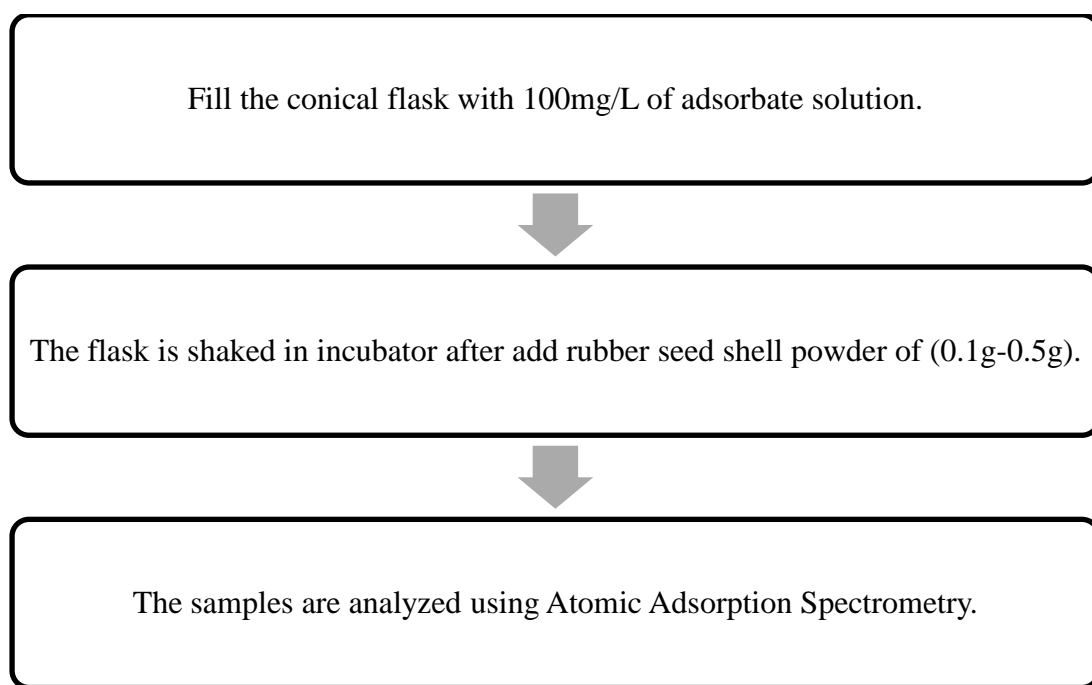 Fill the conical flask with 100mg/L of adsorbate solution.
The flask is shaked in incubator after add rubber seed shell powder of (0.1g-0.5g).
The samples are analyzed using Atomic Adsorption Spectrometry.